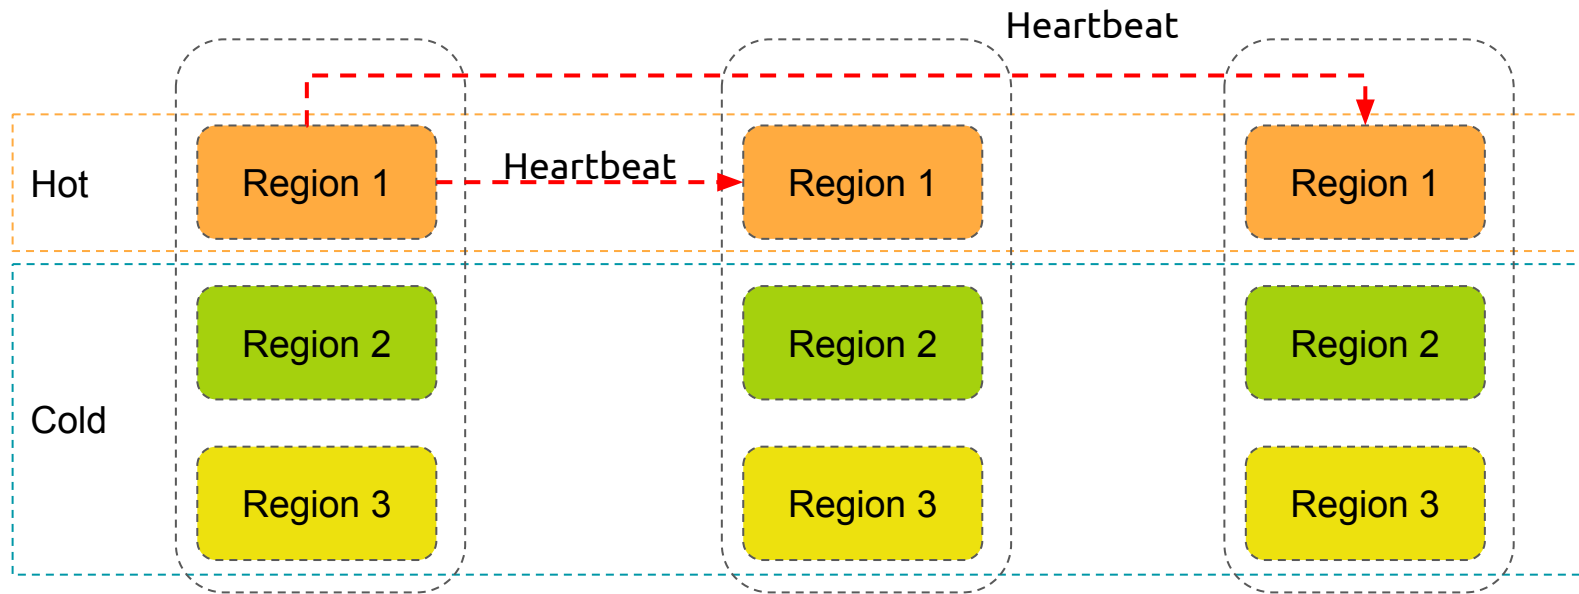 Heartbeat
Hot
Region 1
Heartbeat
Region 1
Region 1
Cold
Region 2
Region 2
Region 2
Region 3
Region 3
Region 3